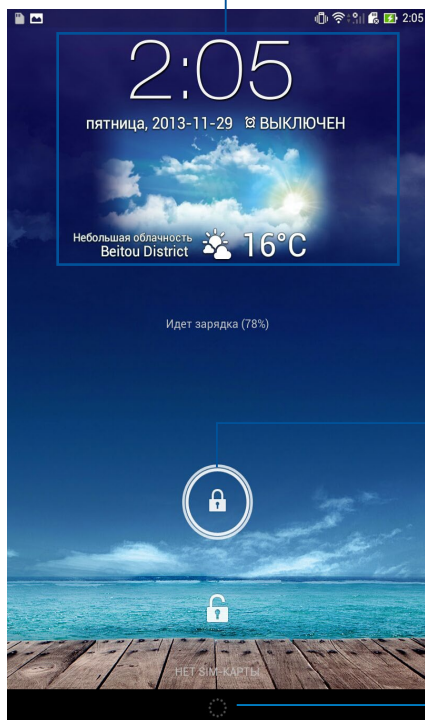 2:05
2:05
пятница, 2013-11-29 ВЫКЛЮЧЕН
Небольшая облачность
Beitou District
16°C
Идет зарядка (78%)
НЕТ SIM-КАРТЫ